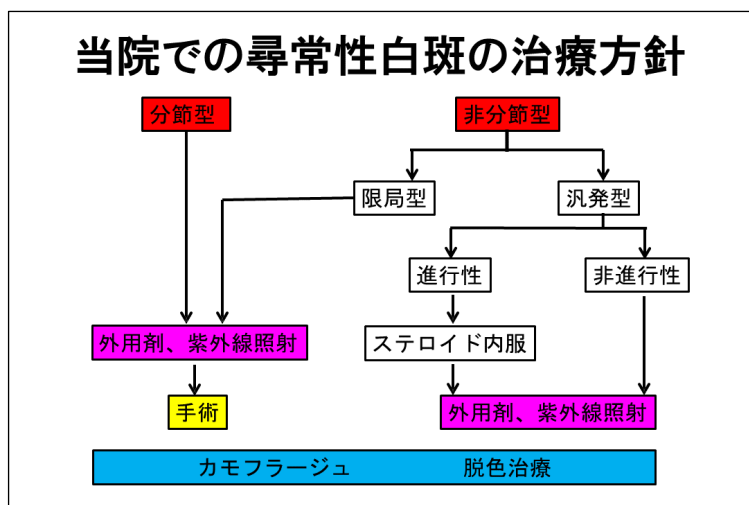 当院での尋常性白斑の治療方針
分節型
非分節型
限局型
汎発型
進行性
非進行性
外用剤、紫外線照射
ステロイド内服
手術
外用剤、紫外線照射
カモフラージュ 脱色治療